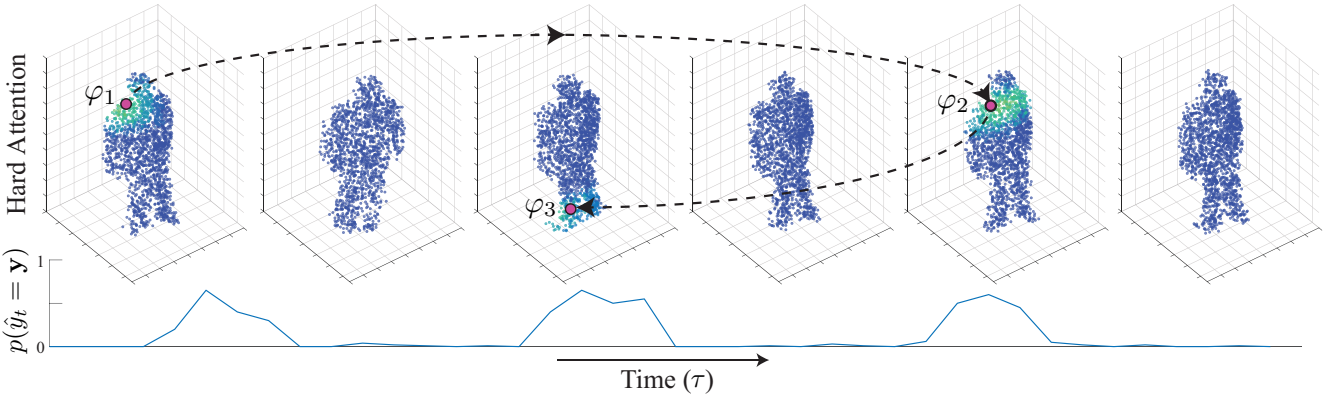 Hard Attention
φ1
φ2
φ3
p(ŷt = y)
1
0
Time (τ)